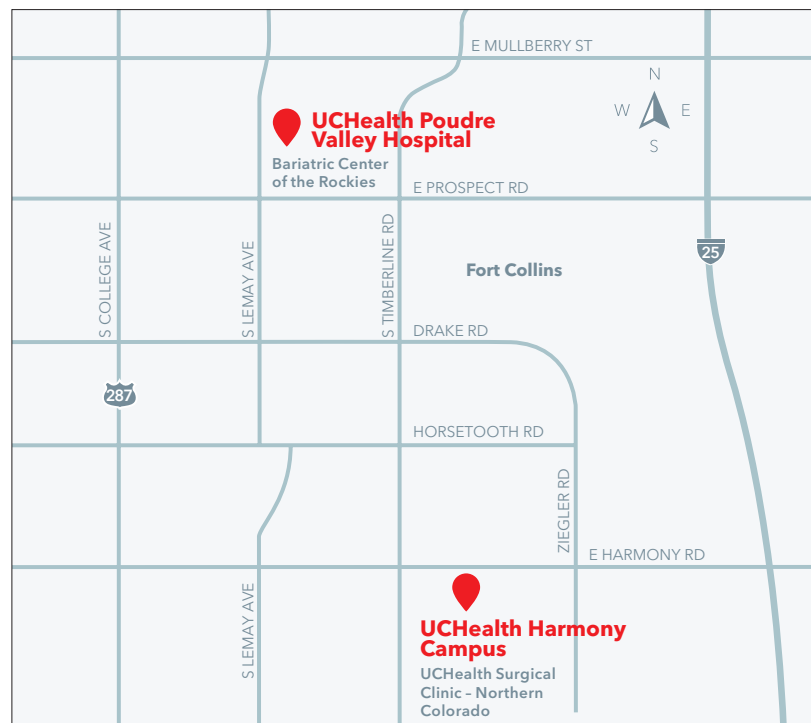 E MULLBERRY ST
N
W E
S
UCHealth Poudre
Valley Hospital
Bariatric Center
of the Rockies
E PROSPECT RD
S COLLEGE AVE
S LEMAY AVE
S TIMBERLINE RD
Fort Collins
25
DRAKE RD
287
HORSETOOTH RD
ZIEGLER RD
E HARMONY RD
S LEMAY AVE
UCHealth Harmony
Campus
UCHealth Surgical
Clinic – Northern
Colorado